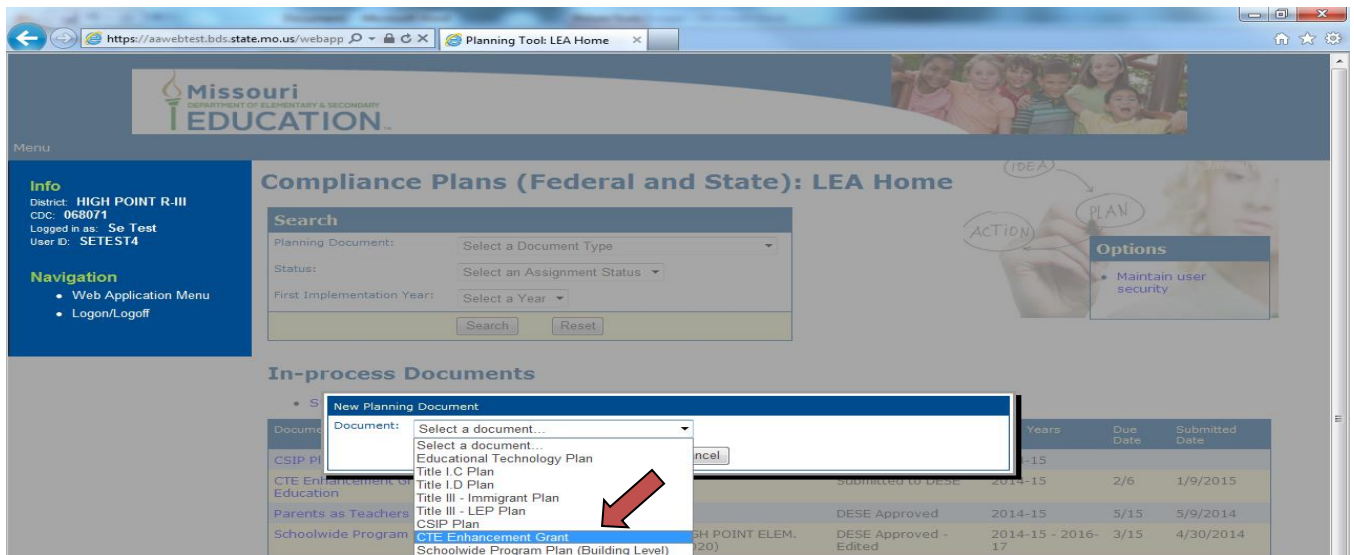 https://aawebtest.bds.state.mo.us/webapp
Planning Tool: LEA Home
Missouri
DEPARTMENT OF ELEMENTARY & SECONDARY
EDUCATION
Menu
Info
District: HIGH POINT R-III
CDC: 068071
Logged in as: Se Test
User ID: SETEST4
Navigation
• Web Application Menu
• Logon/Logoff
Compliance Plans (Federal and State): LEA Home
Search
Planning Document: Select a Document Type
Status: Select an Assignment Status
First Implementation Year: Select a Year
Search Reset
(IDEA)
PLAN
ACTION
Options
• Maintain user
security
In-process Documents
• S
New Planning Document
Document: Select a document...
Select a document...
Educational Technology Plan
Title I.C Plan
Title I.D Plan
Title III - Immigrant Plan
Title III - LEP Plan
CSIP Plan
CTE Enhancement Grant
Schoolwide Program Plan (Building Level)
ncel
Docume Years Due Date Submitted Date
CSIP Pl -15
CTE Enhancement Gr Submitted to DESE 2014-15 2/6 1/9/2015
Education
Parents as Teachers DESE Approved 2014-15 5/15 5/9/2014
Schoolwide Program GH POINT ELEM. DESE Approved - 2014-15 - 2016- 3/15 4/30/2014
020) Edited 17